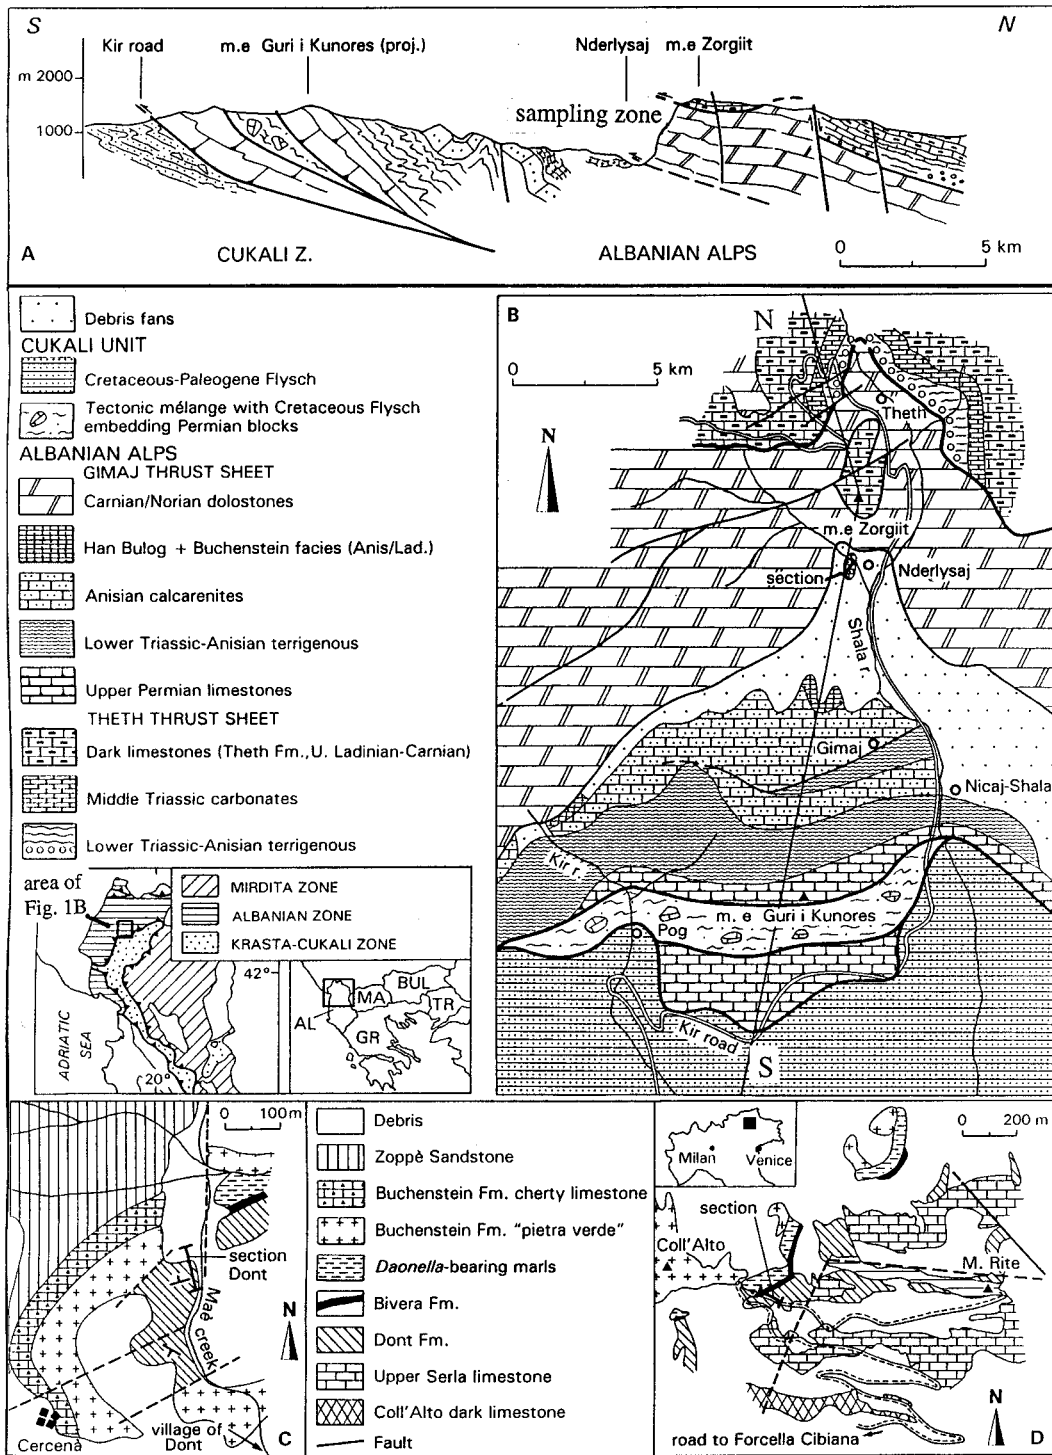 S
N
Kir road
m.e Guri i Kunores (proj.)
Nderlysaj
m.e Zorgiit
m 2000
1000
sampling zone
A
CUKALI Z.
ALBANIAN ALPS
0
5 km
Debris fans
CUKALI UNIT
Cretaceous-Paleogene Flysch
Tectonic mélange with Cretaceous Flysch
embedding Permian blocks
ALBANIAN ALPS
GIMAJ THRUST SHEET
Carnian/Norian dolostones
Han Bulog + Buchenstein facies (Anis/Lad.)
Anisian calcarenites
Lower Triassic-Anisian terrigenous
Upper Permian limestones
THETH THRUST SHEET
Dark limestones (Theth Fm., U. Ladinian-Carnian)
Middle Triassic carbonates
Lower Triassic-Anisian terrigenous
area of
Fig. 1B
MIRDITA ZONE
ALBANIAN ZONE
KRASTA-CUKALI ZONE
42°
20°
ADRIATIC
SEA
AL
MA
BUL
TR
GR
B
N
0
5 km
N
Theth
m.e Zorgiit
section
Nderlysaj
Shala r.
Gimaj
Nicaj-Shala
Kir r.
m. e Guri i Kunores
Pog
Kir road
S
0
100m
section
Dont
Maè creek
N
village of
Dont
Cercenà
C
Debris
Zoppè Sandstone
Buchenstein Fm. cherty limestone
Buchenstein Fm. "pietra verde"
Daonella-bearing marls
Bivera Fm.
Dont Fm.
Upper Serla limestone
Coll'Alto dark limestone
Fault
Milan
Venice
0
200 m
section
Coll'Alto
M. Rite
N
road to Forcella Cibiana
D